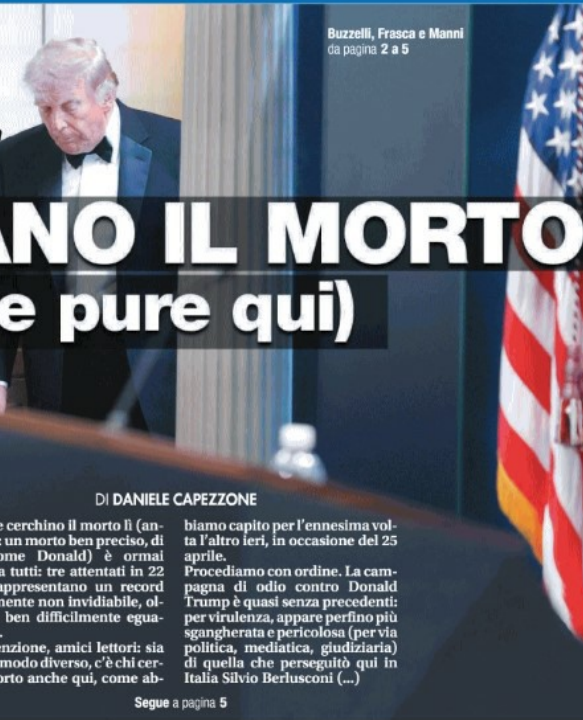 Buzzelli, Frasca e Manni
da pagina 2 a 5
ANO IL MORTO
e pure qui)
DI DANIELE CAPEZZONE
e cerchino il morto lì (an-
: un morto ben preciso, di
ome Donald) è ormai
a tutti: tre attentati in 22
appresentano un record
mente non invidiabile, ol-
ben difficilmente egua-
.
nzione, amici lettori: sia
modo diverso, c'è chi cer-
orto anche qui, come ab-
biamo capito per l'ennesima vol-
ta l'altro ieri, in occasione del 25
aprile.
Procediamo con ordine. La cam-
pagna di odio contro Donald
Trump è quasi senza precedenti:
per virulenza, appare perfino più
sgangherata e pericolosa (per via
politica, mediatica, giudiziaria)
di quella che perseguitò qui in
Italia Silvio Berlusconi (...)
Segue a pagina 5